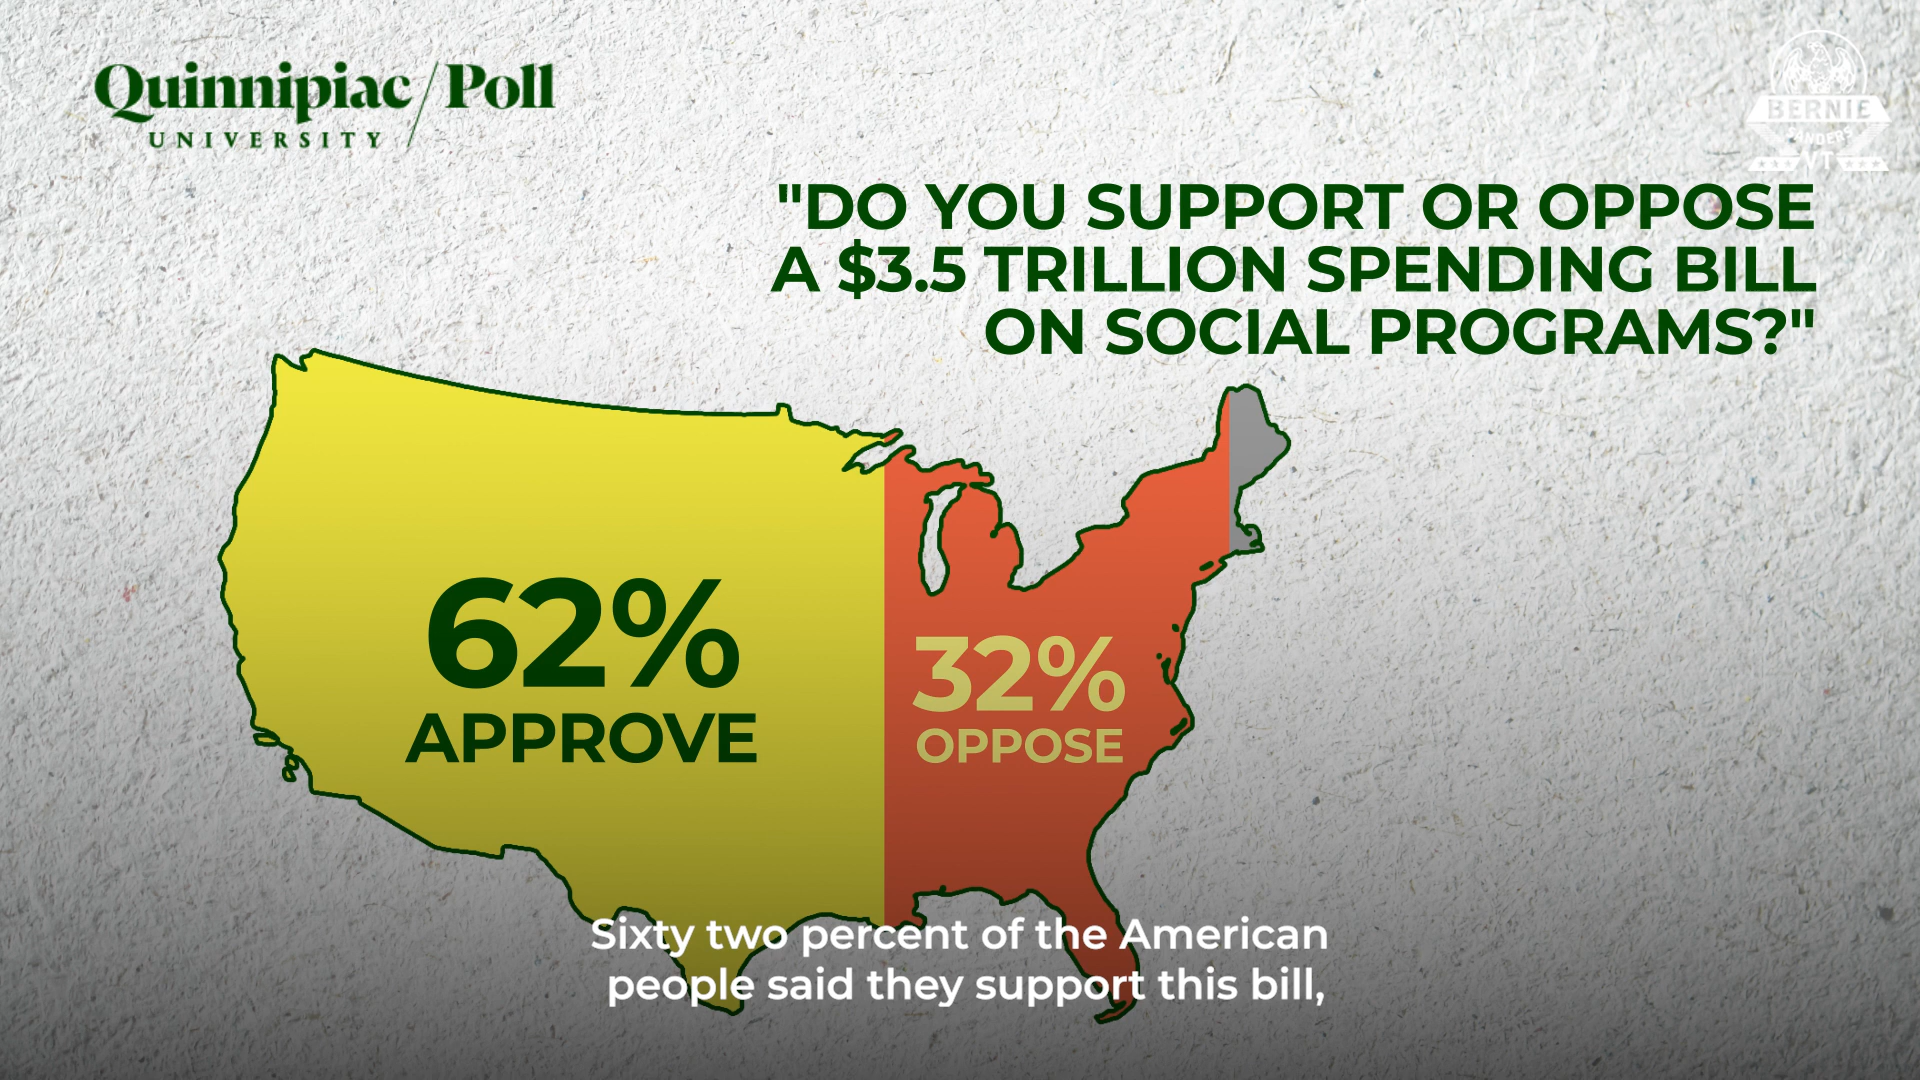 Quinnipiac / Poll
UNIVERSITY
BERNIE
SANDERS
VT
"DO YOU SUPPORT OR OPPOSE
A $3.5 TRILLION SPENDING BILL
ON SOCIAL PROGRAMS?"
62%
APPROVE
32%
OPPOSE
Sixty two percent of the American
people said they support this bill,